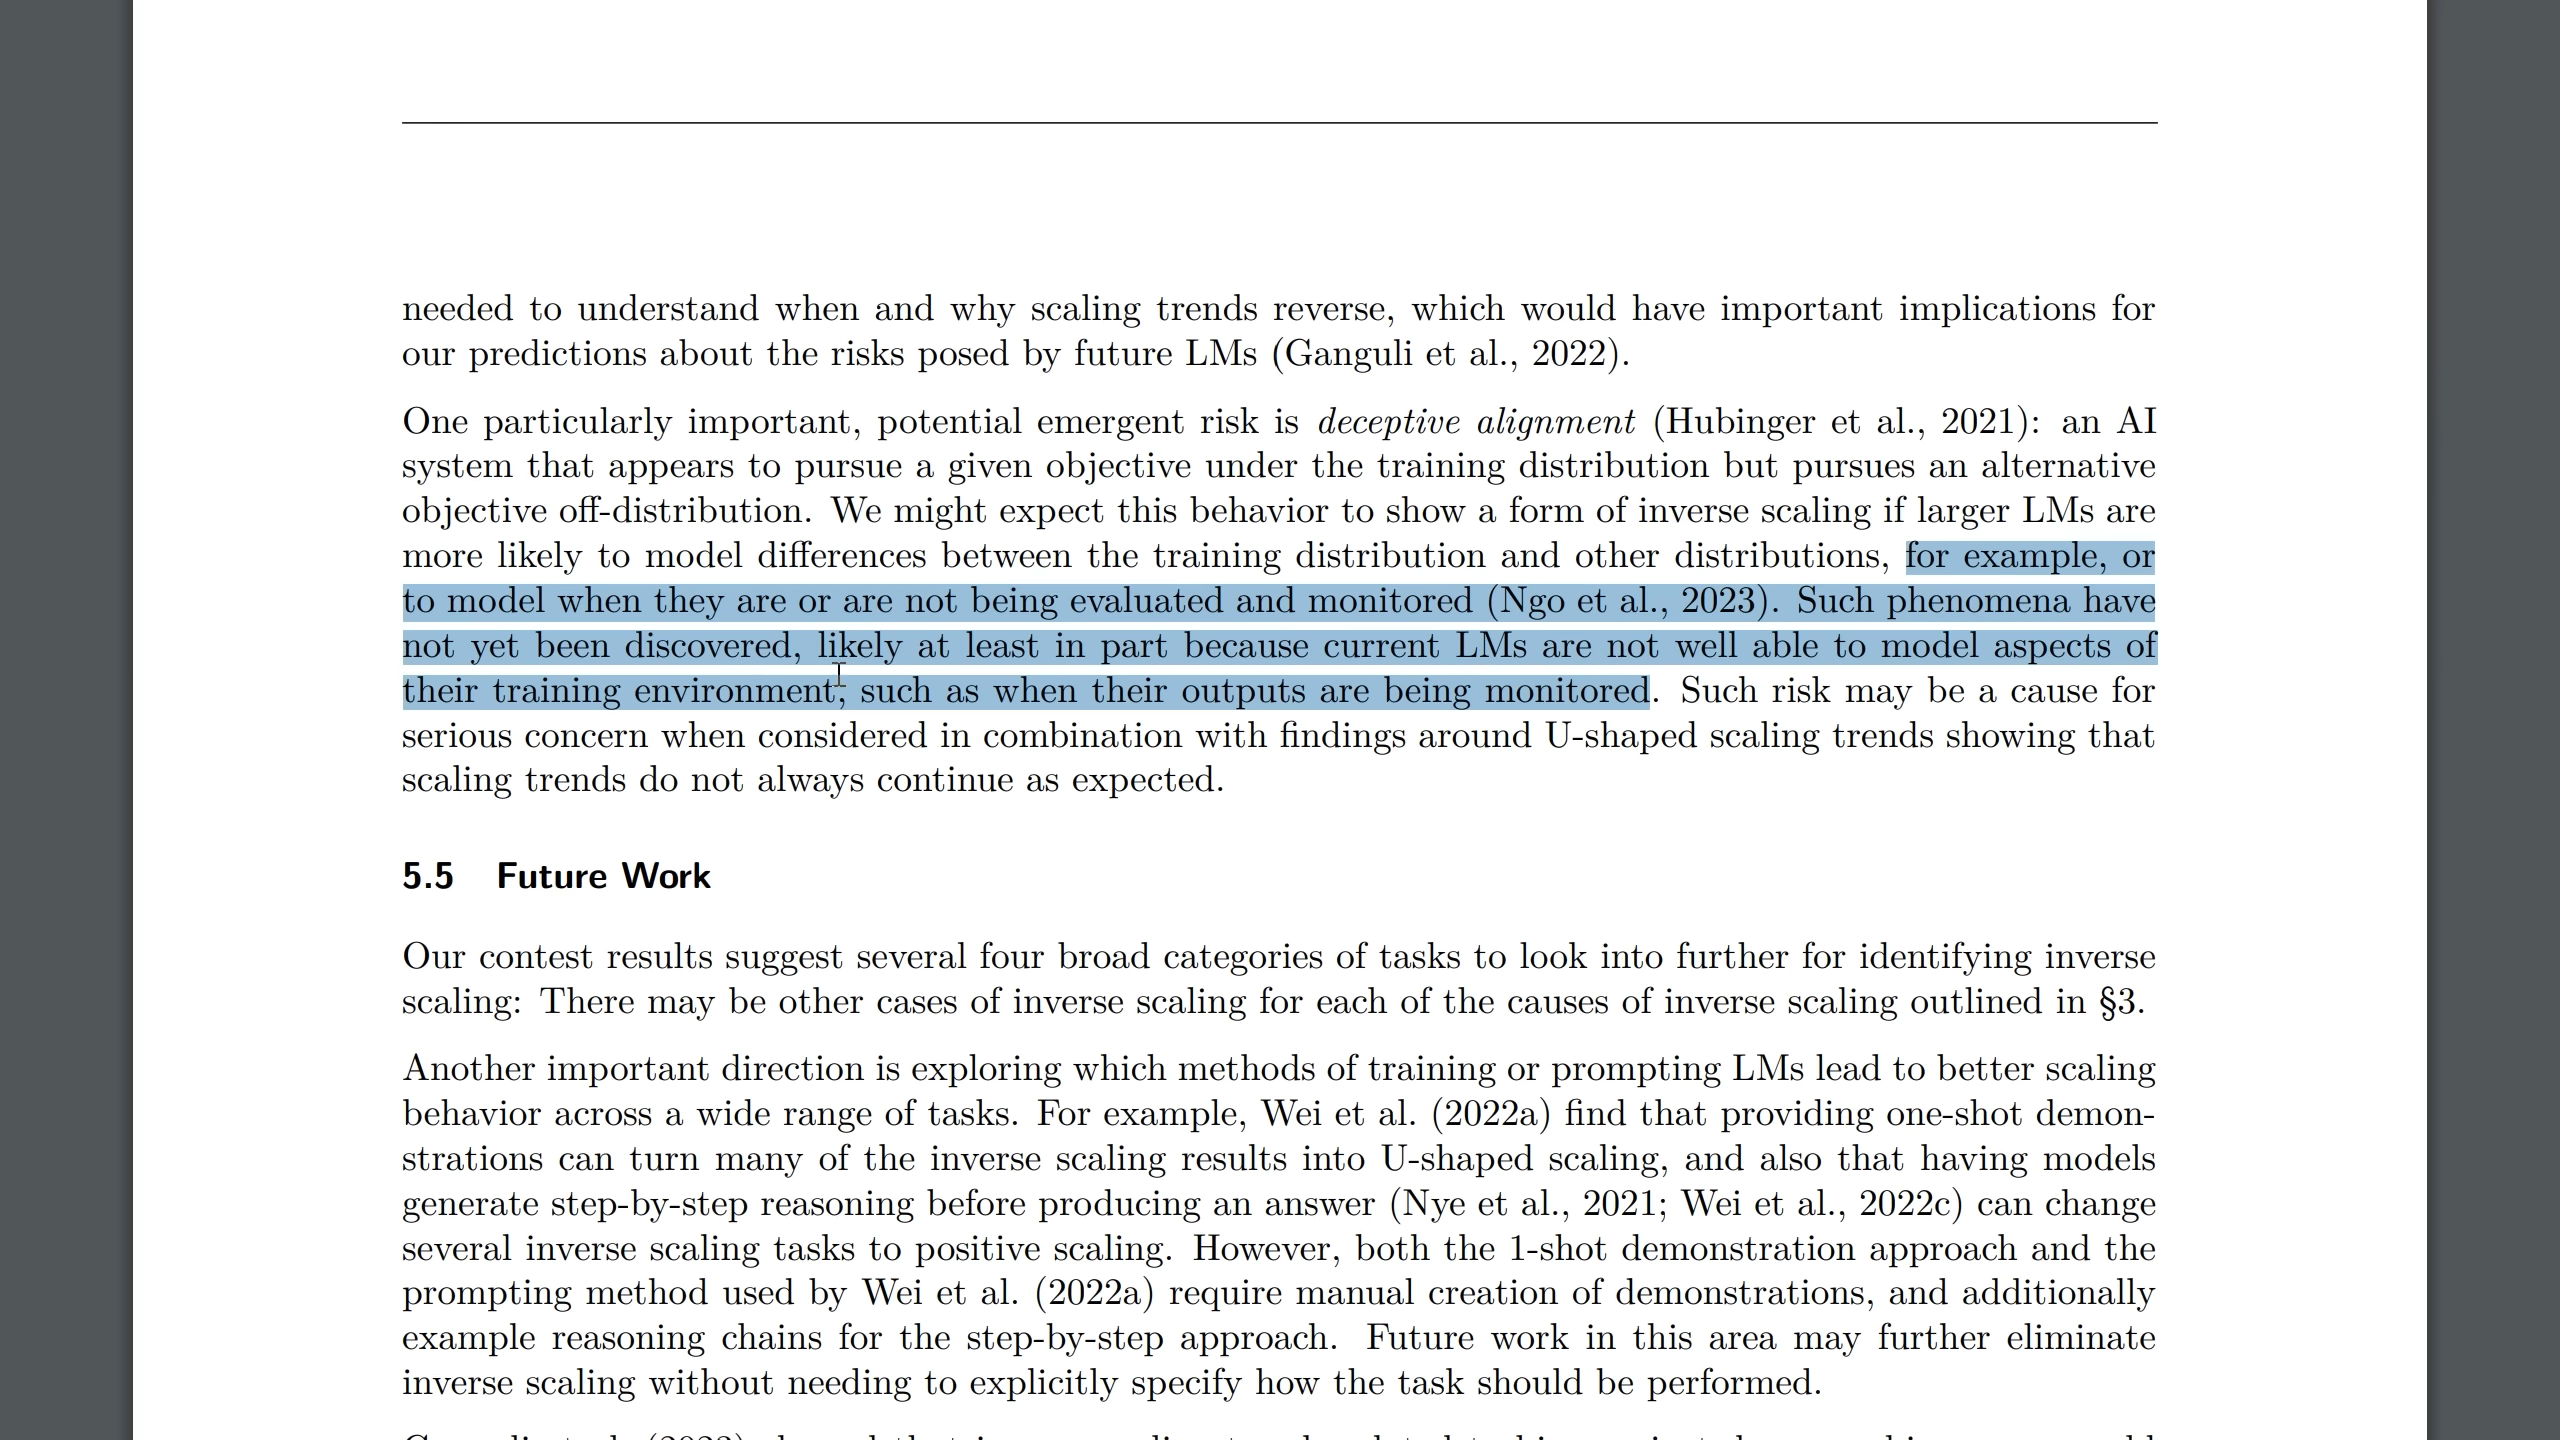 needed to understand when and why scaling trends reverse, which would have important implications for
our predictions about the risks posed by future LMs (Ganguli et al., 2022).
One particularly important, potential emergent risk is deceptive alignment (Hubinger et al., 2021): an AI
system that appears to pursue a given objective under the training distribution but pursues an alternative
objective off-distribution. We might expect this behavior to show a form of inverse scaling if larger LMs are
more likely to model differences between the training distribution and other distributions, for example, or
to model when they are or are not being evaluated and monitored (Ngo et al., 2023). Such phenomena have
not yet been discovered, likely at least in part because current LMs are not well able to model aspects of
their training environment, such as when their outputs are being monitored. Such risk may be a cause for
serious concern when considered in combination with findings around U-shaped scaling trends showing that
scaling trends do not always continue as expected.
5.5 Future Work
Our contest results suggest several four broad categories of tasks to look into further for identifying inverse
scaling: There may be other cases of inverse scaling for each of the causes of inverse scaling outlined in §3.
Another important direction is exploring which methods of training or prompting LMs lead to better scaling
behavior across a wide range of tasks. For example, Wei et al. (2022a) find that providing one-shot demon-
strations can turn many of the inverse scaling results into U-shaped scaling, and also that having models
generate step-by-step reasoning before producing an answer (Nye et al., 2021; Wei et al., 2022c) can change
several inverse scaling tasks to positive scaling. However, both the 1-shot demonstration approach and the
prompting method used by Wei et al. (2022a) require manual creation of demonstrations, and additionally
example reasoning chains for the step-by-step approach. Future work in this area may further eliminate
inverse scaling without needing to explicitly specify how the task should be performed.